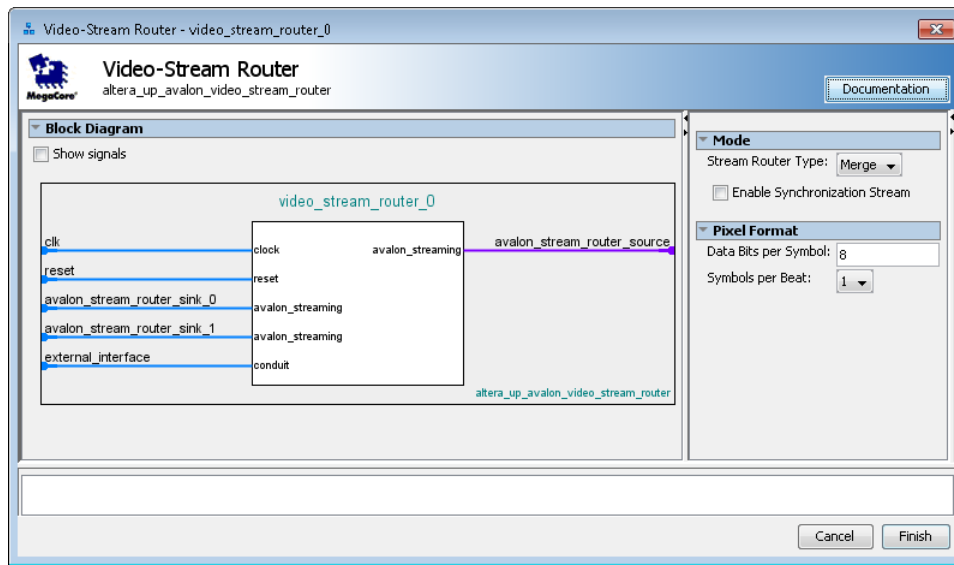 Video-Stream Router - video_stream_router_0
MegaCore®
Video-Stream Router
altera_up_avalon_video_stream_router
Documentation
Block Diagram
Show signals
video_stream_router_0
clk
clock
reset
reset
avalon_stream_router_sink_0
avalon_streaming
avalon_stream_router_sink_1
avalon_streaming
external_interface
conduit
avalon_streaming
avalon_stream_router_source
altera_up_avalon_video_stream_router
Mode
Stream Router Type: Merge
Enable Synchronization Stream
Pixel Format
Data Bits per Symbol: 8
Symbols per Beat: 1
Cancel
Finish